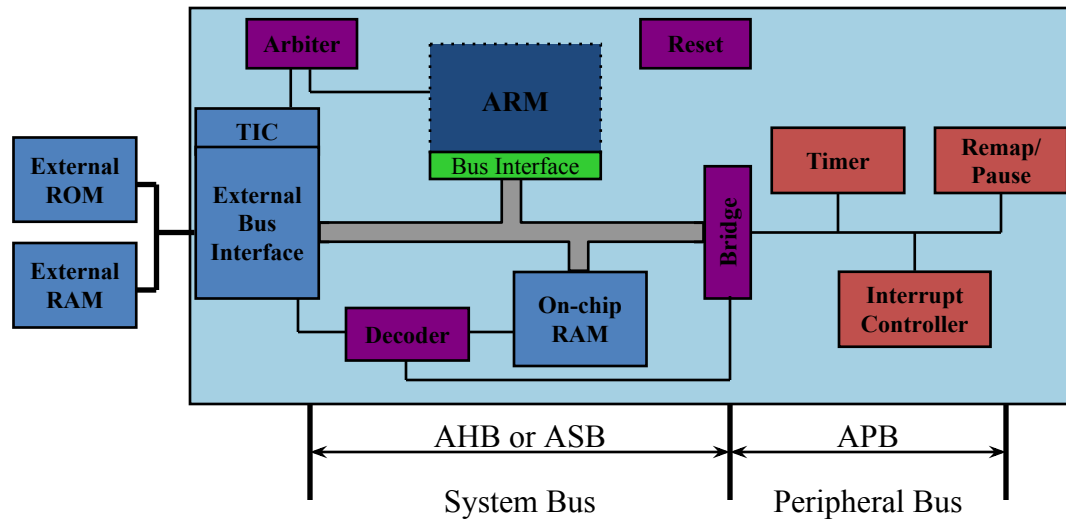 Arbiter
Reset
ARM
TIC
Bus Interface
External
ROM
External
RAM
External
Bus
Interface
Bridge
Timer
Remap/
Pause
Interrupt
Controller
On-chip
RAM
Decoder
AHB or ASB
APB
System Bus
Peripheral Bus